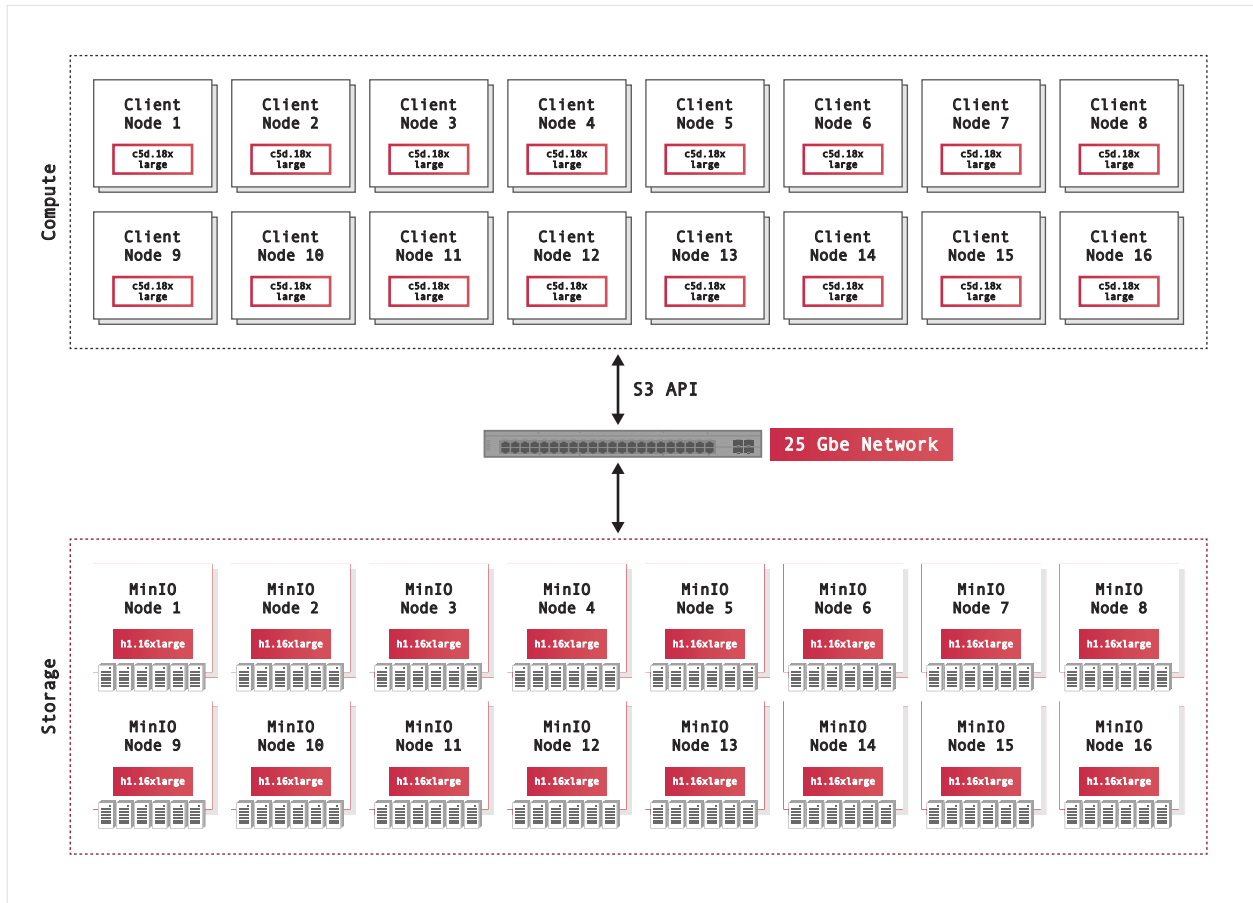 Compute
Client
Node 1
c5d.18x
large
Client
Node 2
c5d.18x
large
Client
Node 3
c5d.18x
large
Client
Node 4
c5d.18x
large
Client
Node 5
c5d.18x
large
Client
Node 6
c5d.18x
large
Client
Node 7
c5d.18x
large
Client
Node 8
c5d.18x
large
Client
Node 9
c5d.18x
large
Client
Node 10
c5d.18x
large
Client
Node 11
c5d.18x
large
Client
Node 12
c5d.18x
large
Client
Node 13
c5d.18x
large
Client
Node 14
c5d.18x
large
Client
Node 15
c5d.18x
large
Client
Node 16
c5d.18x
large
S3 API
25 Gbe Network
Storage
MinIO
Node 1
h1.16xlarge
MinIO
Node 2
h1.16xlarge
MinIO
Node 3
h1.16xlarge
MinIO
Node 4
h1.16xlarge
MinIO
Node 5
h1.16xlarge
MinIO
Node 6
h1.16xlarge
MinIO
Node 7
h1.16xlarge
MinIO
Node 8
h1.16xlarge
MinIO
Node 9
h1.16xlarge
MinIO
Node 10
h1.16xlarge
MinIO
Node 11
h1.16xlarge
MinIO
Node 12
h1.16xlarge
MinIO
Node 13
h1.16xlarge
MinIO
Node 14
h1.16xlarge
MinIO
Node 15
h1.16xlarge
MinIO
Node 16
h1.16xlarge